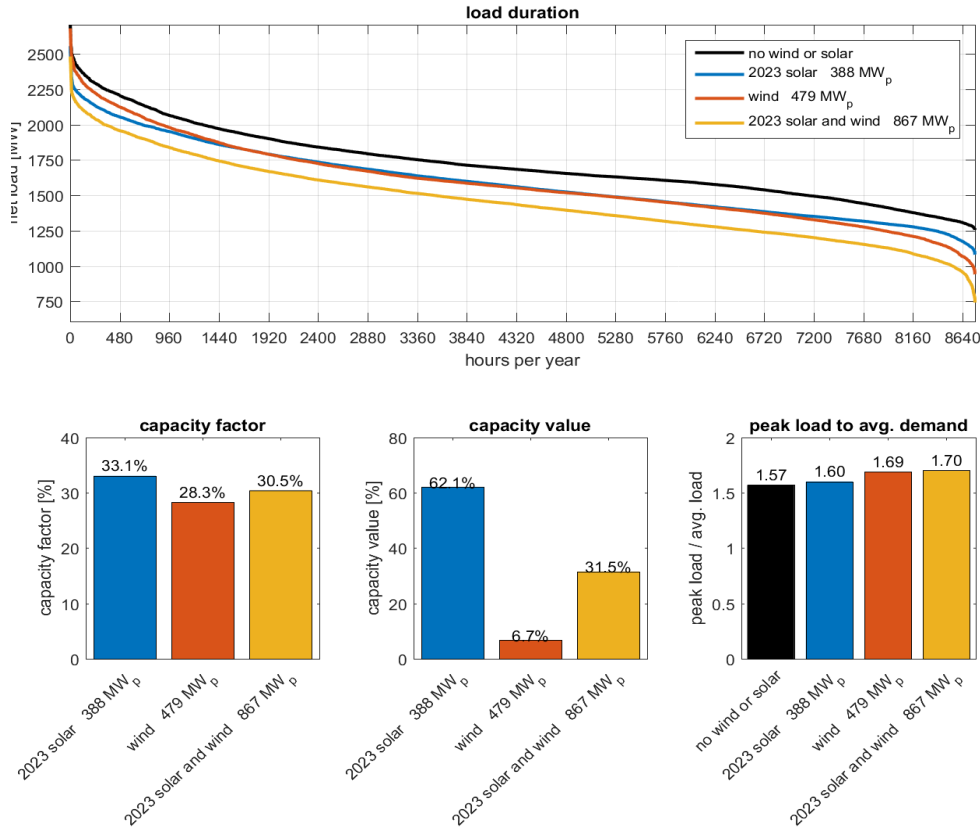 load duration
2500
2250
2000
1750
1500
1250
1000
750
net load [MW]
no wind or solar
2023 solar 388 MWp
wind 479 MWp
2023 solar and wind 867 MWp
0 480 960 1440 1920 2400 2880 3360 3840 4320 4800 5280 5760 6240 6720 7200 7680 8160 8640
hours per year
capacity factor
40
30
20
10
0
capacity factor [%]
33.1%
28.3%
30.5%
2023 solar 388 MWp
wind 479 MWp
2023 solar and wind 867 MWp
capacity value
80
60
40
20
0
capacity value [%]
62.1%
6.7%
31.5%
2023 solar 388 MWp
wind 479 MWp
2023 solar and wind 867 MWp
peak load to avg. demand
2
1.5
1
0.5
0
peak load / avg. load
1.57
1.60
1.69
1.70
no wind or solar
2023 solar 388 MWp
wind 479 MWp
2023 solar and wind 867 MWp